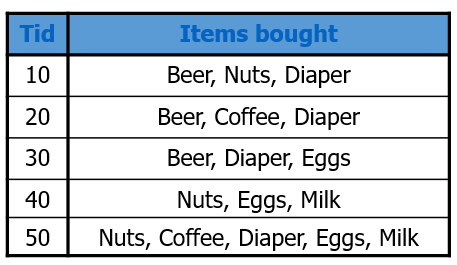 Tid Items bought
10 Beer, Nuts, Diaper
20 Beer, Coffee, Diaper
30 Beer, Diaper, Eggs
40 Nuts, Eggs, Milk
50 Nuts, Coffee, Diaper, Eggs, Milk